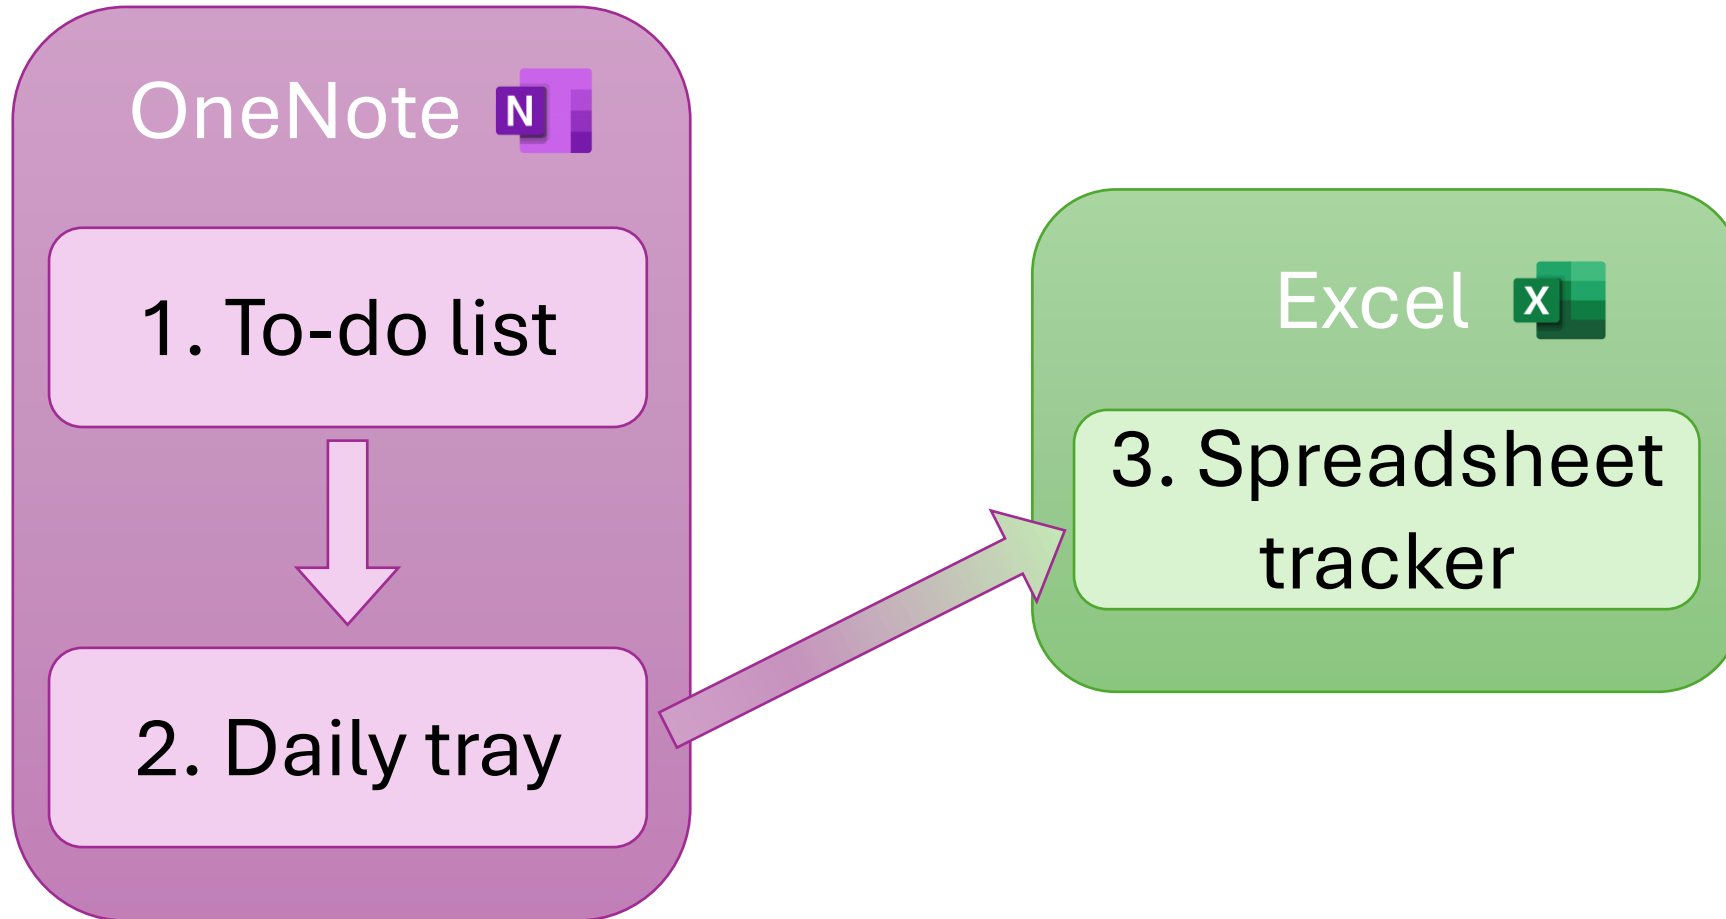 OneNote
N
1. To-do list
2. Daily tray
Excel
X
3. Spreadsheet
tracker